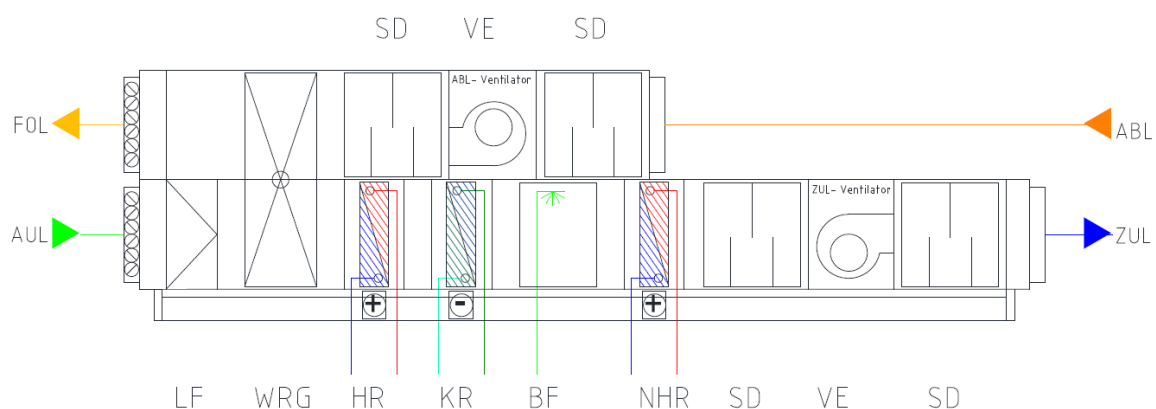 SD VE SD
ABL- Ventilator
FOL ABL
ZUL- Ventilator
AUL ZUL
+ - +
LF WRG HR KR BF NHR SD VE SD